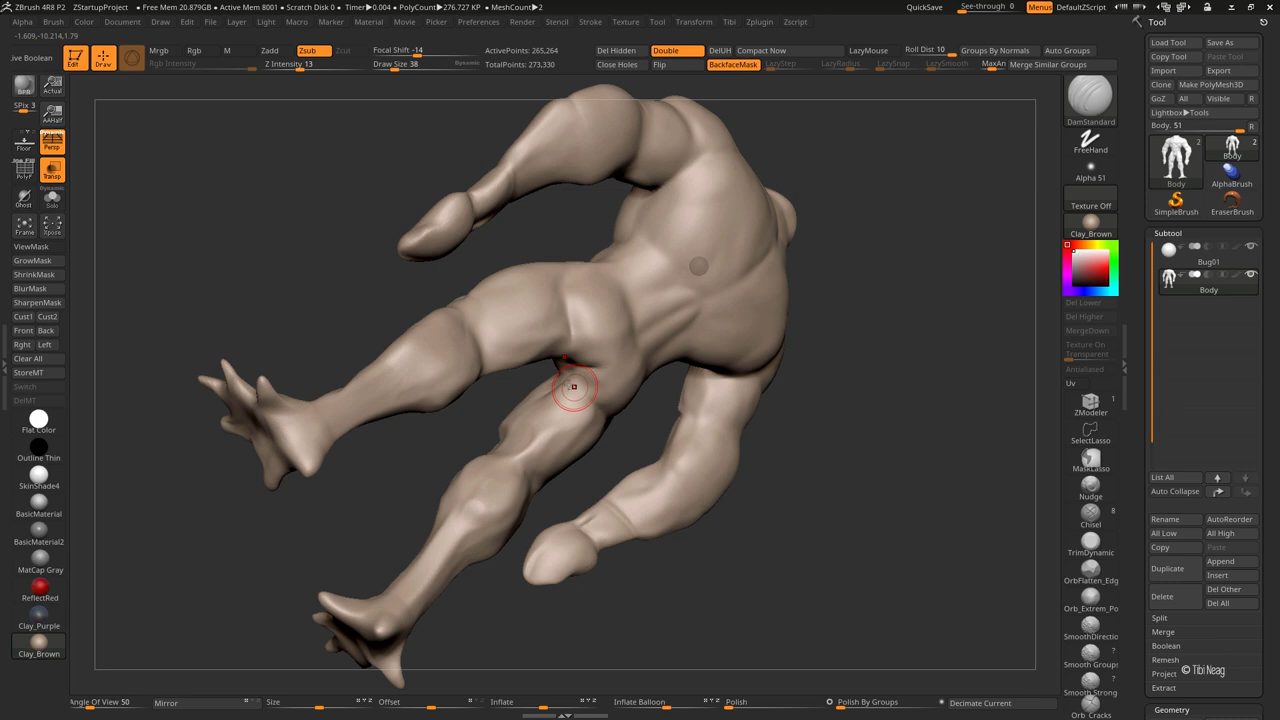 ZBrush 4R8 P2 ZStartupProject • Free Mem 20.879GB • Active Mem 8001 • Scratch Disk 0 • Timer▶0.004 • PolyCount▶276.727 KP • MeshCount▶2 QuickSave See-through 0 Menus DefaultZScript
Alpha Brush Color Document Draw Edit File Layer Light Macro Marker Material Movie Picker Preferences Render Stencil Stroke Texture Tool Transform Tibi Zplugin Zscript
Tool
-1.609,-10.214,1.79
Load Tool Save As
Live Boolean Edit Draw Mrgb Rgb M Zadd Zsub Zcut Focal Shift -14 ActivePoints: 265,264 Del Hidden Double DelUH Compact Now LazyMouse Roll Dist 10 Groups By Normals Auto Groups
Copy Tool Paste Tool
Rgb Intensity Z Intensity 13 Draw Size 38 Dynamic TotalPoints: 273,330 Close Holes Flip BackfaceMask LazyStep LazyRadius LazySnap LazySmooth MaxAn Merge Similar Groups
Import Export
Clone Make PolyMesh3D
GoZ All Visible R
Lightbox▶Tools
Body. 51 R
BPR Actual
SPix 3
AAHalf
Floor Persp
PolyF Transp
Dynamic
Ghost Solo
Frame Xpose
ViewMask
GrowMask
ShrinkMask
BlurMask
SharpenMask
Cust1 Cust2
Front Back
Rght Left
Clear All
StoreMT
Switch
DelMT
Flat Color
Outline Thin
SkinShade4
BasicMaterial
BasicMaterial2
MatCap Gray
ReflectRed
Clay_Purple
Clay_Brown
DamStandard
FreeHand
Alpha 51
Texture Off
Clay_Brown
Del Lower
Del Higher
MergeDown
Texture On
Transparent
Antialiased
Uv
1
ZModeler
SelectLasso
MaskLasso
Nudge
8
Chisel
TrimDynamic
OrbFlatten_Edg
Orb_Extrem_Po
SmoothDirectio
Smooth Groups
Smooth Strong
Orb_Cracks
2 2
Body Body
AlphaBrush
SimpleBrush EraserBrush
Subtool
Bug01
Body
List All
Auto Collapse
Rename AutoReorder
All Low All High
Copy Paste
Duplicate Append
Insert
Delete Del Other
Del All
Split
Merge
Boolean
Remesh
Project
© Tibi Neag
Extract
Geometry
Angle Of View 50 Mirror Size Offset Inflate Inflate Balloon Polish Polish By Groups Decimate Current